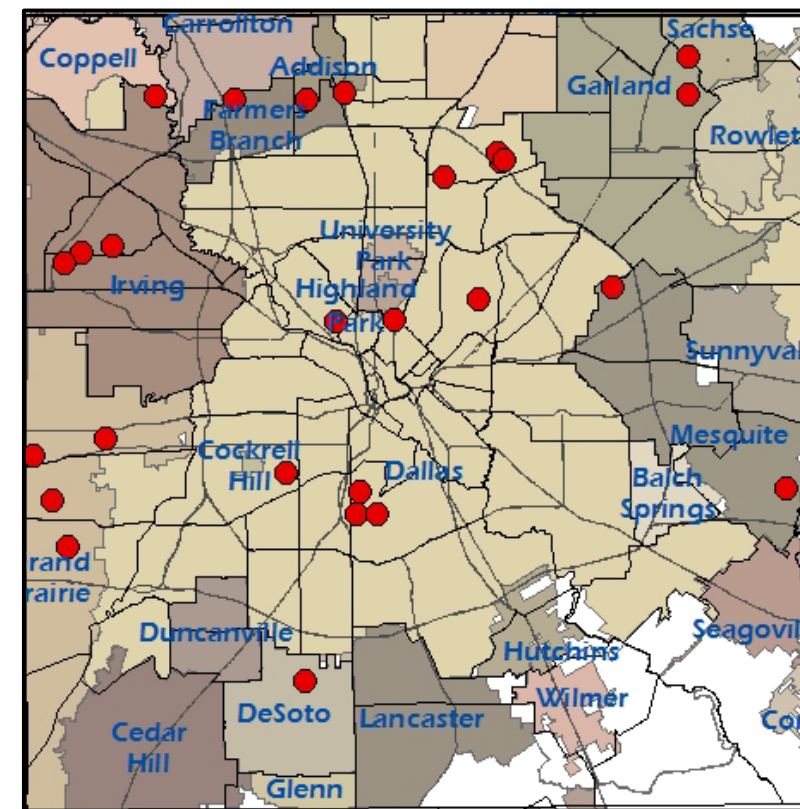 Carrollton
Sachse
Coppell
Addison
Garland
Farmers
Branch
Rowlet
University
Park
Highland
Park
Irving
Sunnyval
Mesquite
Cockrell
Hill
Dallas
Balch
Springs
rand
rairie
Duncanville
Seagovil
Hutchins
Wilmer
DeSoto
Lancaster
Cedar
Hill
Co
Glenn